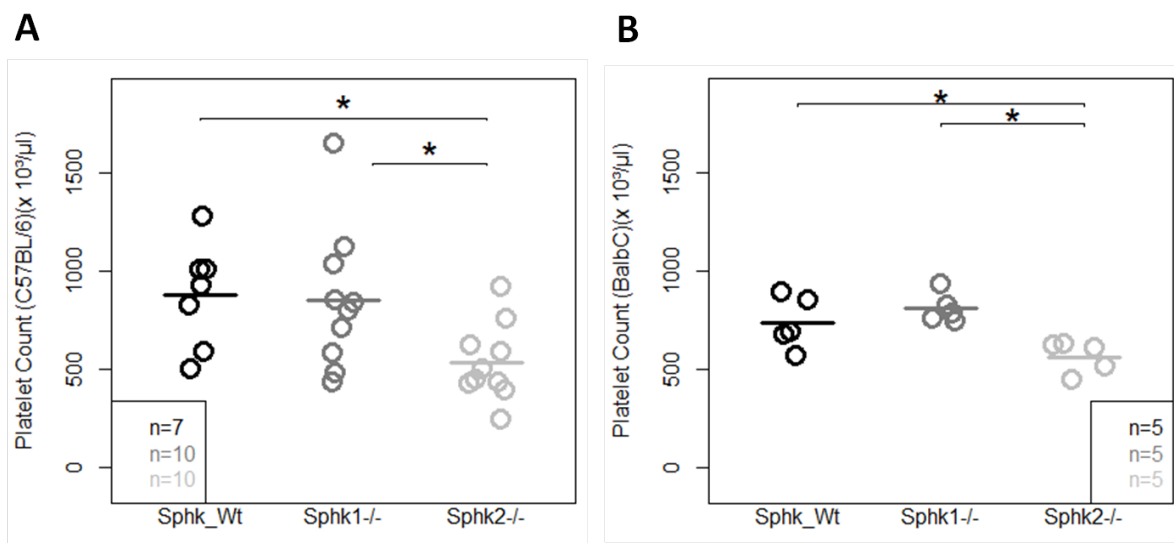 A
Platelet Count (C57BL/6)(x 10³/µl)
1500
1000
500
0
*
*
n=7
n=10
n=10
Sphk_Wt Sphk1-/- Sphk2-/-
B
Platelet Count (BalbC)(x 10³/µl)
1500
1000
500
0
*
*
n=5
n=5
n=5
Sphk_Wt Sphk1-/- Sphk2-/-